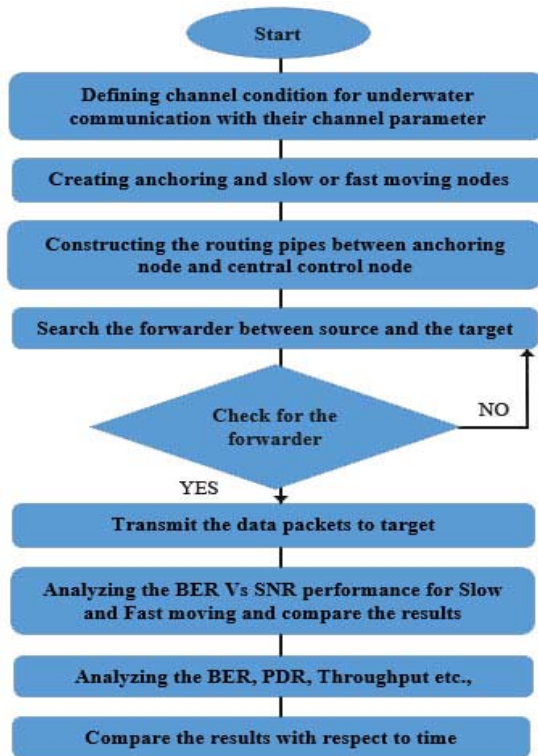 Start
Defining channel condition for underwater
communication with their channel parameter
Creating anchoring and slow or fast moving nodes
Constructing the routing pipes between anchoring
node and central control node
Search the forwarder between source and the target
Check for the
forwarder
NO
YES
Transmit the data packets to target
Analyzing the BER Vs SNR performance for Slow
and Fast moving and compare the results
Analyzing the BER, PDR, Throughput etc.,
Compare the results with respect to time